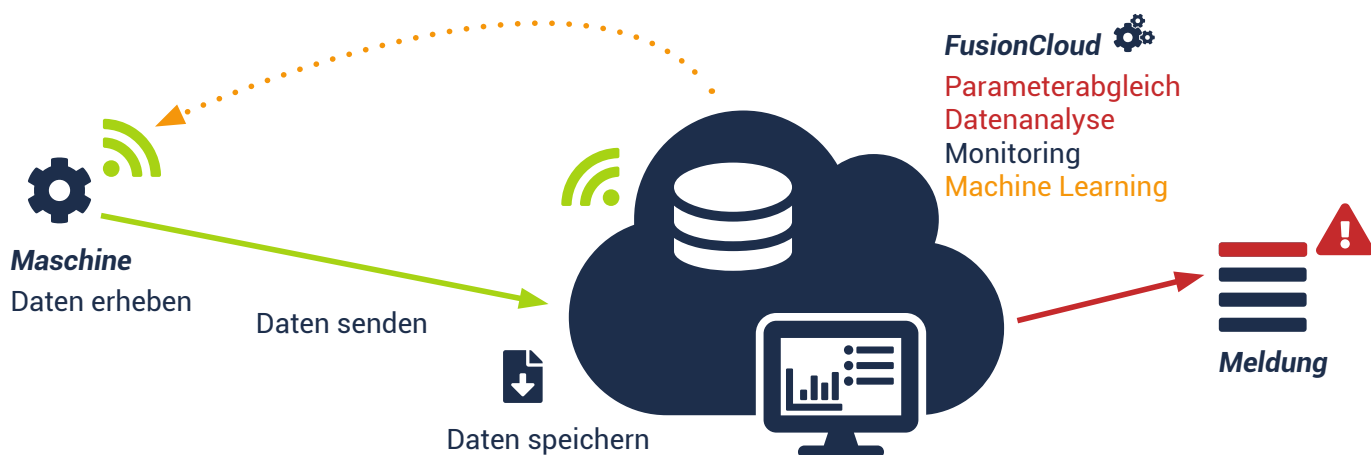 FusionCloud
Parameterabgleich
Datenanalyse
Monitoring
Machine Learning
Maschine
Daten erheben
Daten senden
Daten speichern
Meldung